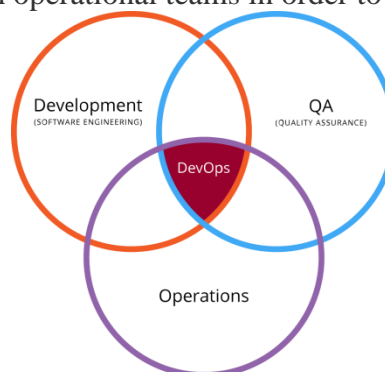 operational teams in order to
Development
(SOFTWARE ENGINEERING)
QA
(QUALITY ASSURANCE)
DevOps
Operations